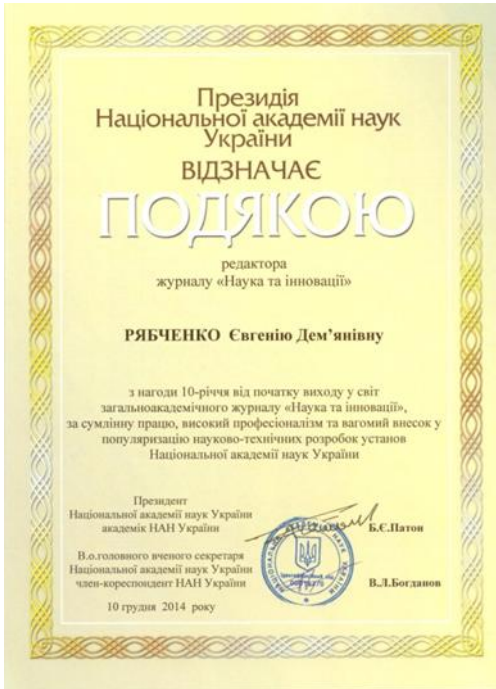 Президія
Національної академії наук
України
ВІДЗНАЧАЄ
ПОДЯКОЮ
редактора
журналу «Наука та інновації»
РЯБЧЕНКО Євгенію Дем’янівну
з нагоди 10-річчя від початку виходу у світ
загальноакадемічного журналу «Наука та інновації»,
за сумлінну працю, високий професіоналізм та вагомий внесок у
популяризацію науково-технічних розробок установ
Національної академії наук України
Президент
Національної академії наук України
академік НАН України
Б.Є.Патон
В.о.головного вченого секретаря
Національної академії наук України
член-кореспондент НАН України
В.Л.Богданов
10 грудня 2014 року